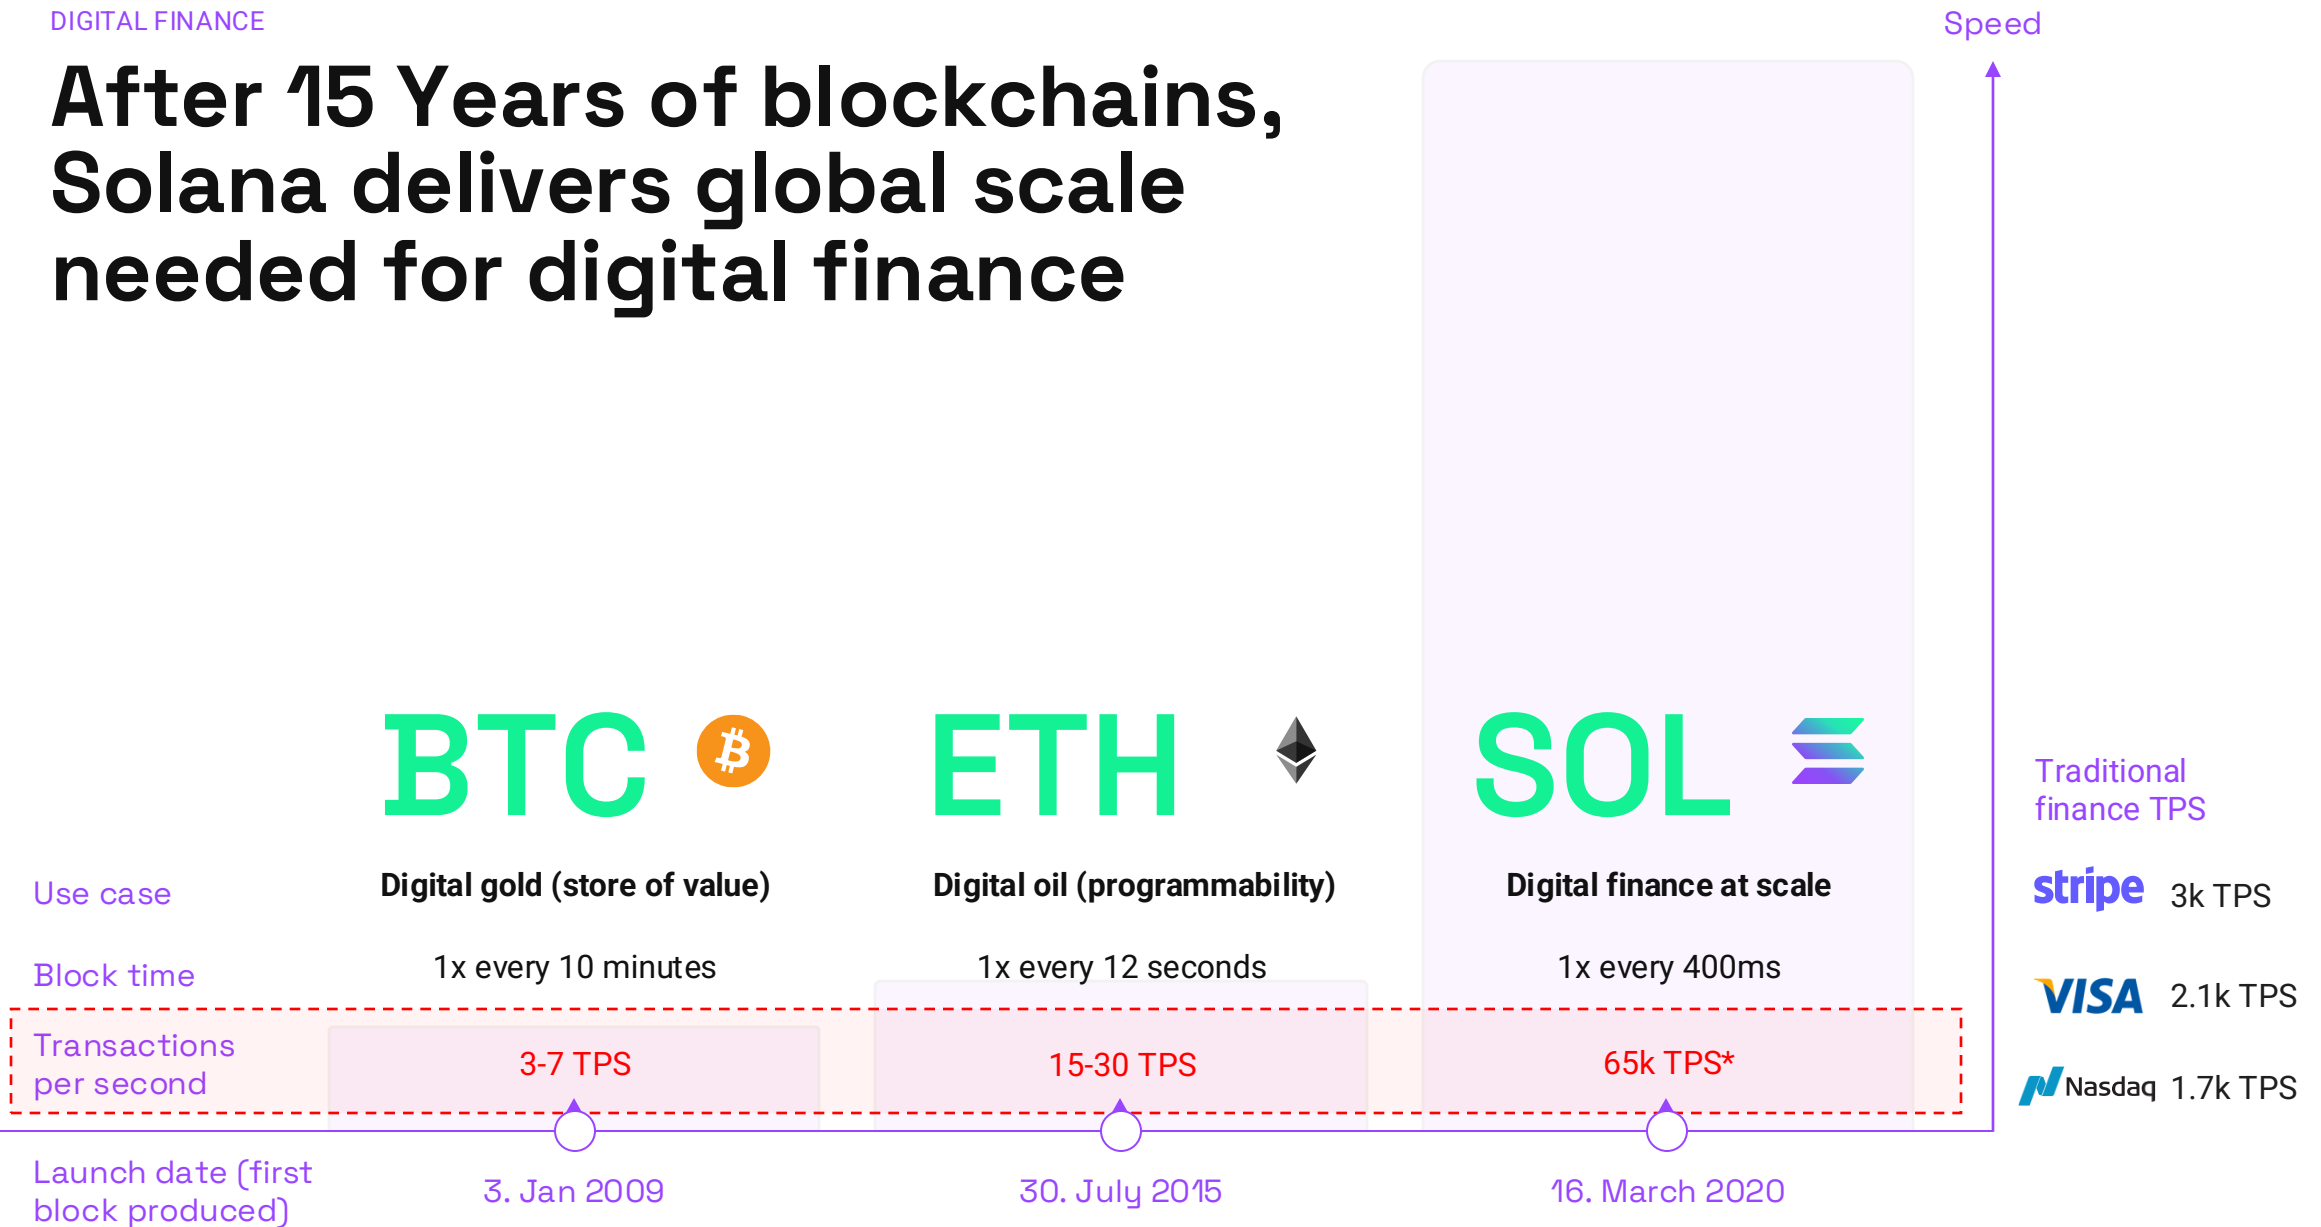 DIGITAL FINANCE
Speed
After 15 Years of blockchains,
Solana delivers global scale
needed for digital finance
BTC
ETH
SOL
Traditional
finance TPS
Use case
Digital gold (store of value)
Digital oil (programmability)
Digital finance at scale
stripe 3k TPS
Block time
1x every 10 minutes
1x every 12 seconds
1x every 400ms
VISA 2.1k TPS
Transactions
per second
3-7 TPS
15-30 TPS
65k TPS*
Nasdaq 1.7k TPS
Launch date (first
block produced)
3. Jan 2009
30. July 2015
16. March 2020